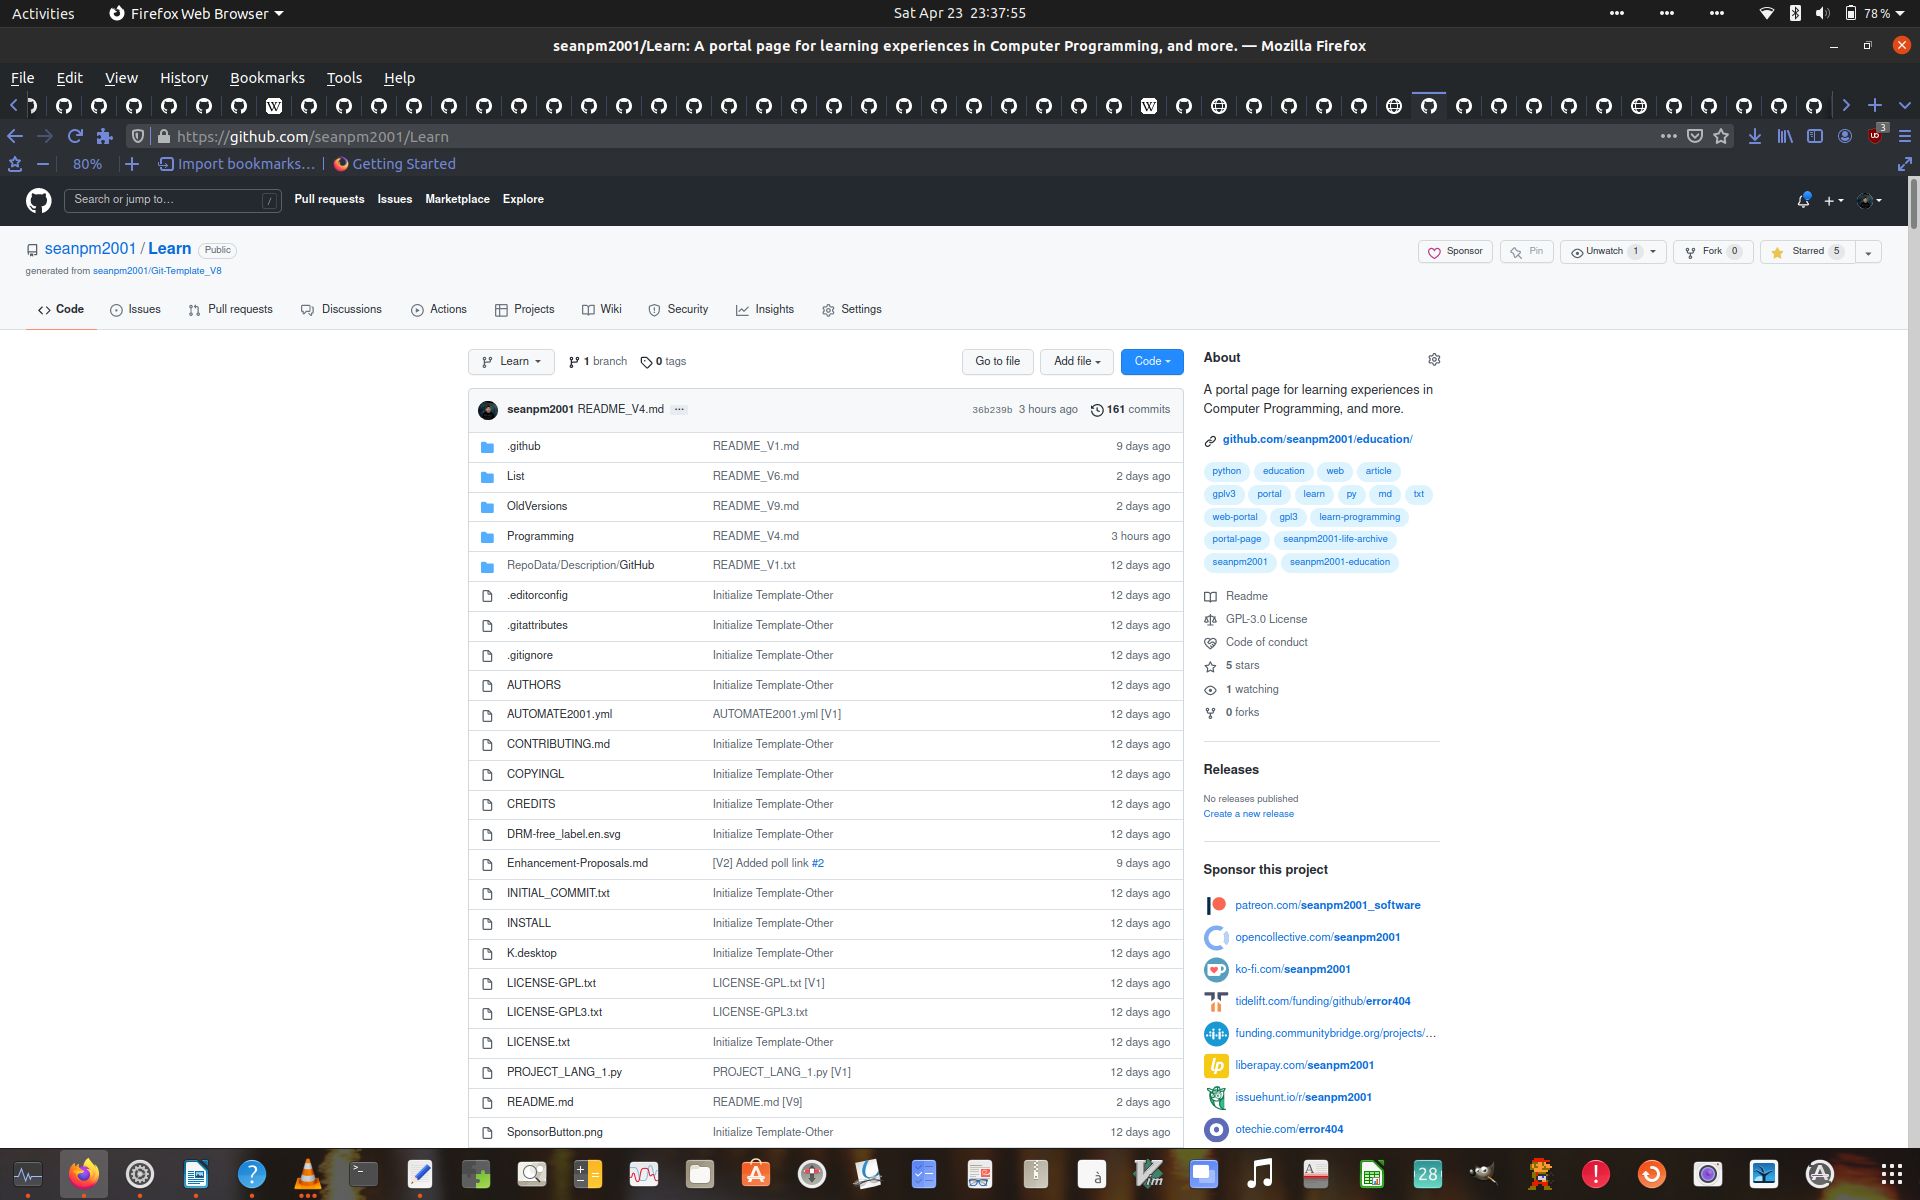 Activities Firefox Web Browser Sat Apr 23 23:37:55 78 %
seanpm2001/Learn: A portal page for learning experiences in Computer Programming, and more. — Mozilla Firefox
File Edit View History Bookmarks Tools Help
https://github.com/seanpm2001/Learn 3
80% Import bookmarks... Getting Started
Search or jump to... / Pull requests Issues Marketplace Explore
seanpm2001 / Learn Public Sponsor Pin Unwatch 1 Fork 0 Starred 5
generated from seanpm2001/Git-Template_V8
Code Issues Pull requests Discussions Actions Projects Wiki Security Insights Settings
Learn 1 branch 0 tags Go to file Add file Code
seanpm2001 README_V4.md ... 36b239b 3 hours ago 161 commits
.github README_V1.md 9 days ago
List README_V6.md 2 days ago
OldVersions README_V9.md 2 days ago
Programming README_V4.md 3 hours ago
RepoData/Description/GitHub README_V1.txt 12 days ago
.editorconfig Initialize Template-Other 12 days ago
.gitattributes Initialize Template-Other 12 days ago
.gitignore Initialize Template-Other 12 days ago
AUTHORS Initialize Template-Other 12 days ago
AUTOMATE2001.yml AUTOMATE2001.yml [V1] 12 days ago
CONTRIBUTING.md Initialize Template-Other 12 days ago
COPYINGL Initialize Template-Other 12 days ago
CREDITS Initialize Template-Other 12 days ago
DRM-free_label.en.svg Initialize Template-Other 12 days ago
Enhancement-Proposals.md [V2] Added poll link #2 9 days ago
INITIAL_COMMIT.txt Initialize Template-Other 12 days ago
INSTALL Initialize Template-Other 12 days ago
K.desktop Initialize Template-Other 12 days ago
LICENSE-GPL.txt LICENSE-GPL.txt [V1] 12 days ago
LICENSE-GPL3.txt LICENSE-GPL3.txt 12 days ago
LICENSE.txt Initialize Template-Other 12 days ago
PROJECT_LANG_1.py PROJECT_LANG_1.py [V1] 12 days ago
README.md README.md [V9] 2 days ago
SponsorButton.png Initialize Template-Other 12 days ago
About
A portal page for learning experiences in
Computer Programming, and more.
github.com/seanpm2001/education/
python education web article
gplv3 portal learn py md txt
web-portal gpl3 learn-programming
portal-page seanpm2001-life-archive
seanpm2001 seanpm2001-education
Readme
GPL-3.0 License
Code of conduct
5 stars
1 watching
0 forks
Releases
No releases published
Create a new release
Sponsor this project
patreon.com/seanpm2001_software
opencollective.com/seanpm2001
ko-fi.com/seanpm2001
tidelift.com/funding/github/error404
funding.communitybridge.org/projects/...
liberapay.com/seanpm2001
issuehunt.io/r/seanpm2001
otechie.com/error404
28